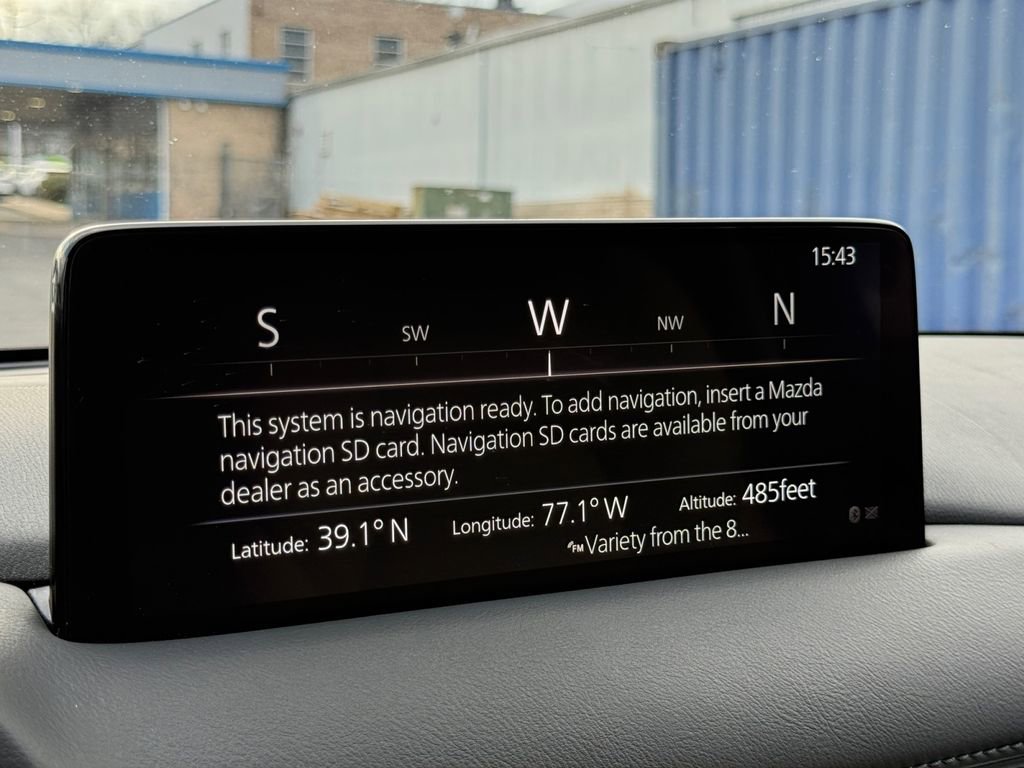 15:43
S SW W NW N
This system is navigation ready. To add navigation, insert a Mazda
navigation SD card. Navigation SD cards are available from your
dealer as an accessory.
Latitude: 39.1° N Longitude: 77.1° W Altitude: 485feet
FM Variety from the 8...